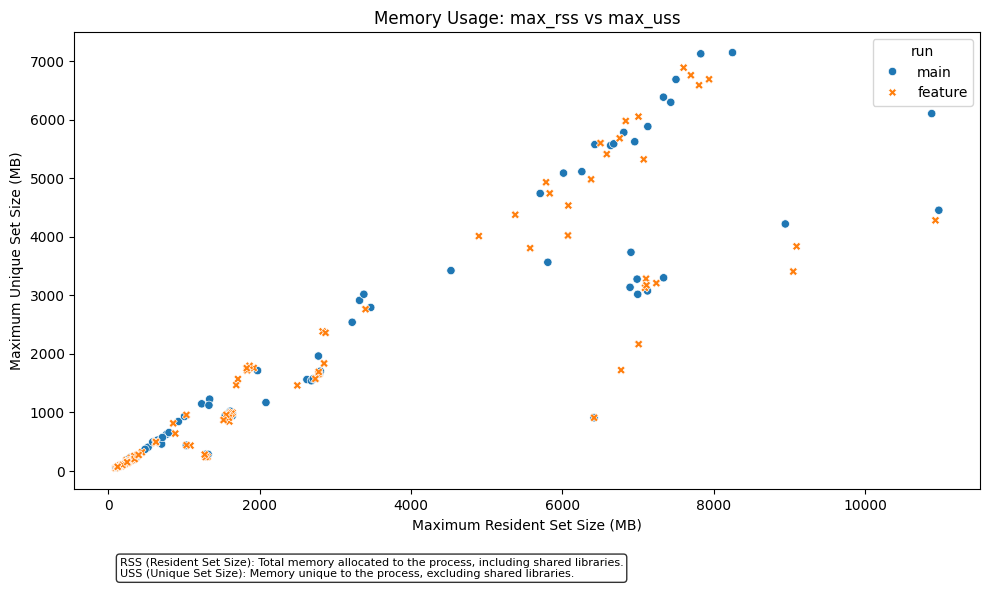 Memory Usage: max_rss vs max_uss
run
main
feature
Maximum Unique Set Size (MB)
7000
6000
5000
4000
3000
2000
1000
0
0 2000 4000 6000 8000 10000
Maximum Resident Set Size (MB)
RSS (Resident Set Size): Total memory allocated to the process, including shared libraries.
USS (Unique Set Size): Memory unique to the process, excluding shared libraries.